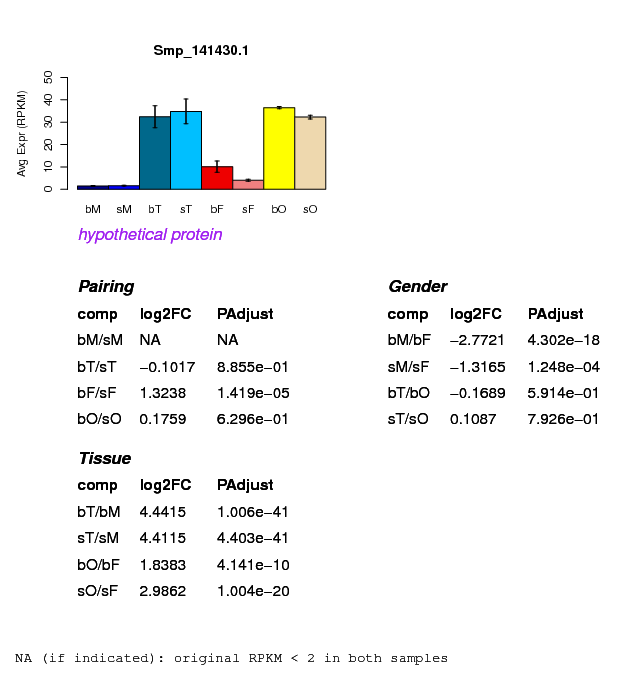 Smp_141430.1
Avg Expr (RPKM)
50
40
30
20
10
0
bM sM bT sT bF sF bO sO
hypothetical protein
Pairing
comp log2FC PAdjust
bM/sM NA NA
bT/sT −0.1017 8.855e−01
bF/sF 1.3238 1.419e−05
bO/sO 0.1759 6.296e−01
Gender
comp log2FC PAdjust
bM/bF −2.7721 4.302e−18
sM/sF −1.3165 1.248e−04
bT/bO −0.1689 5.914e−01
sT/sO 0.1087 7.926e−01
Tissue
comp log2FC PAdjust
bT/bM 4.4415 1.006e−41
sT/sM 4.4115 4.403e−41
bO/bF 1.8383 4.141e−10
sO/sF 2.9862 1.004e−20
NA (if indicated): original RPKM < 2 in both samples